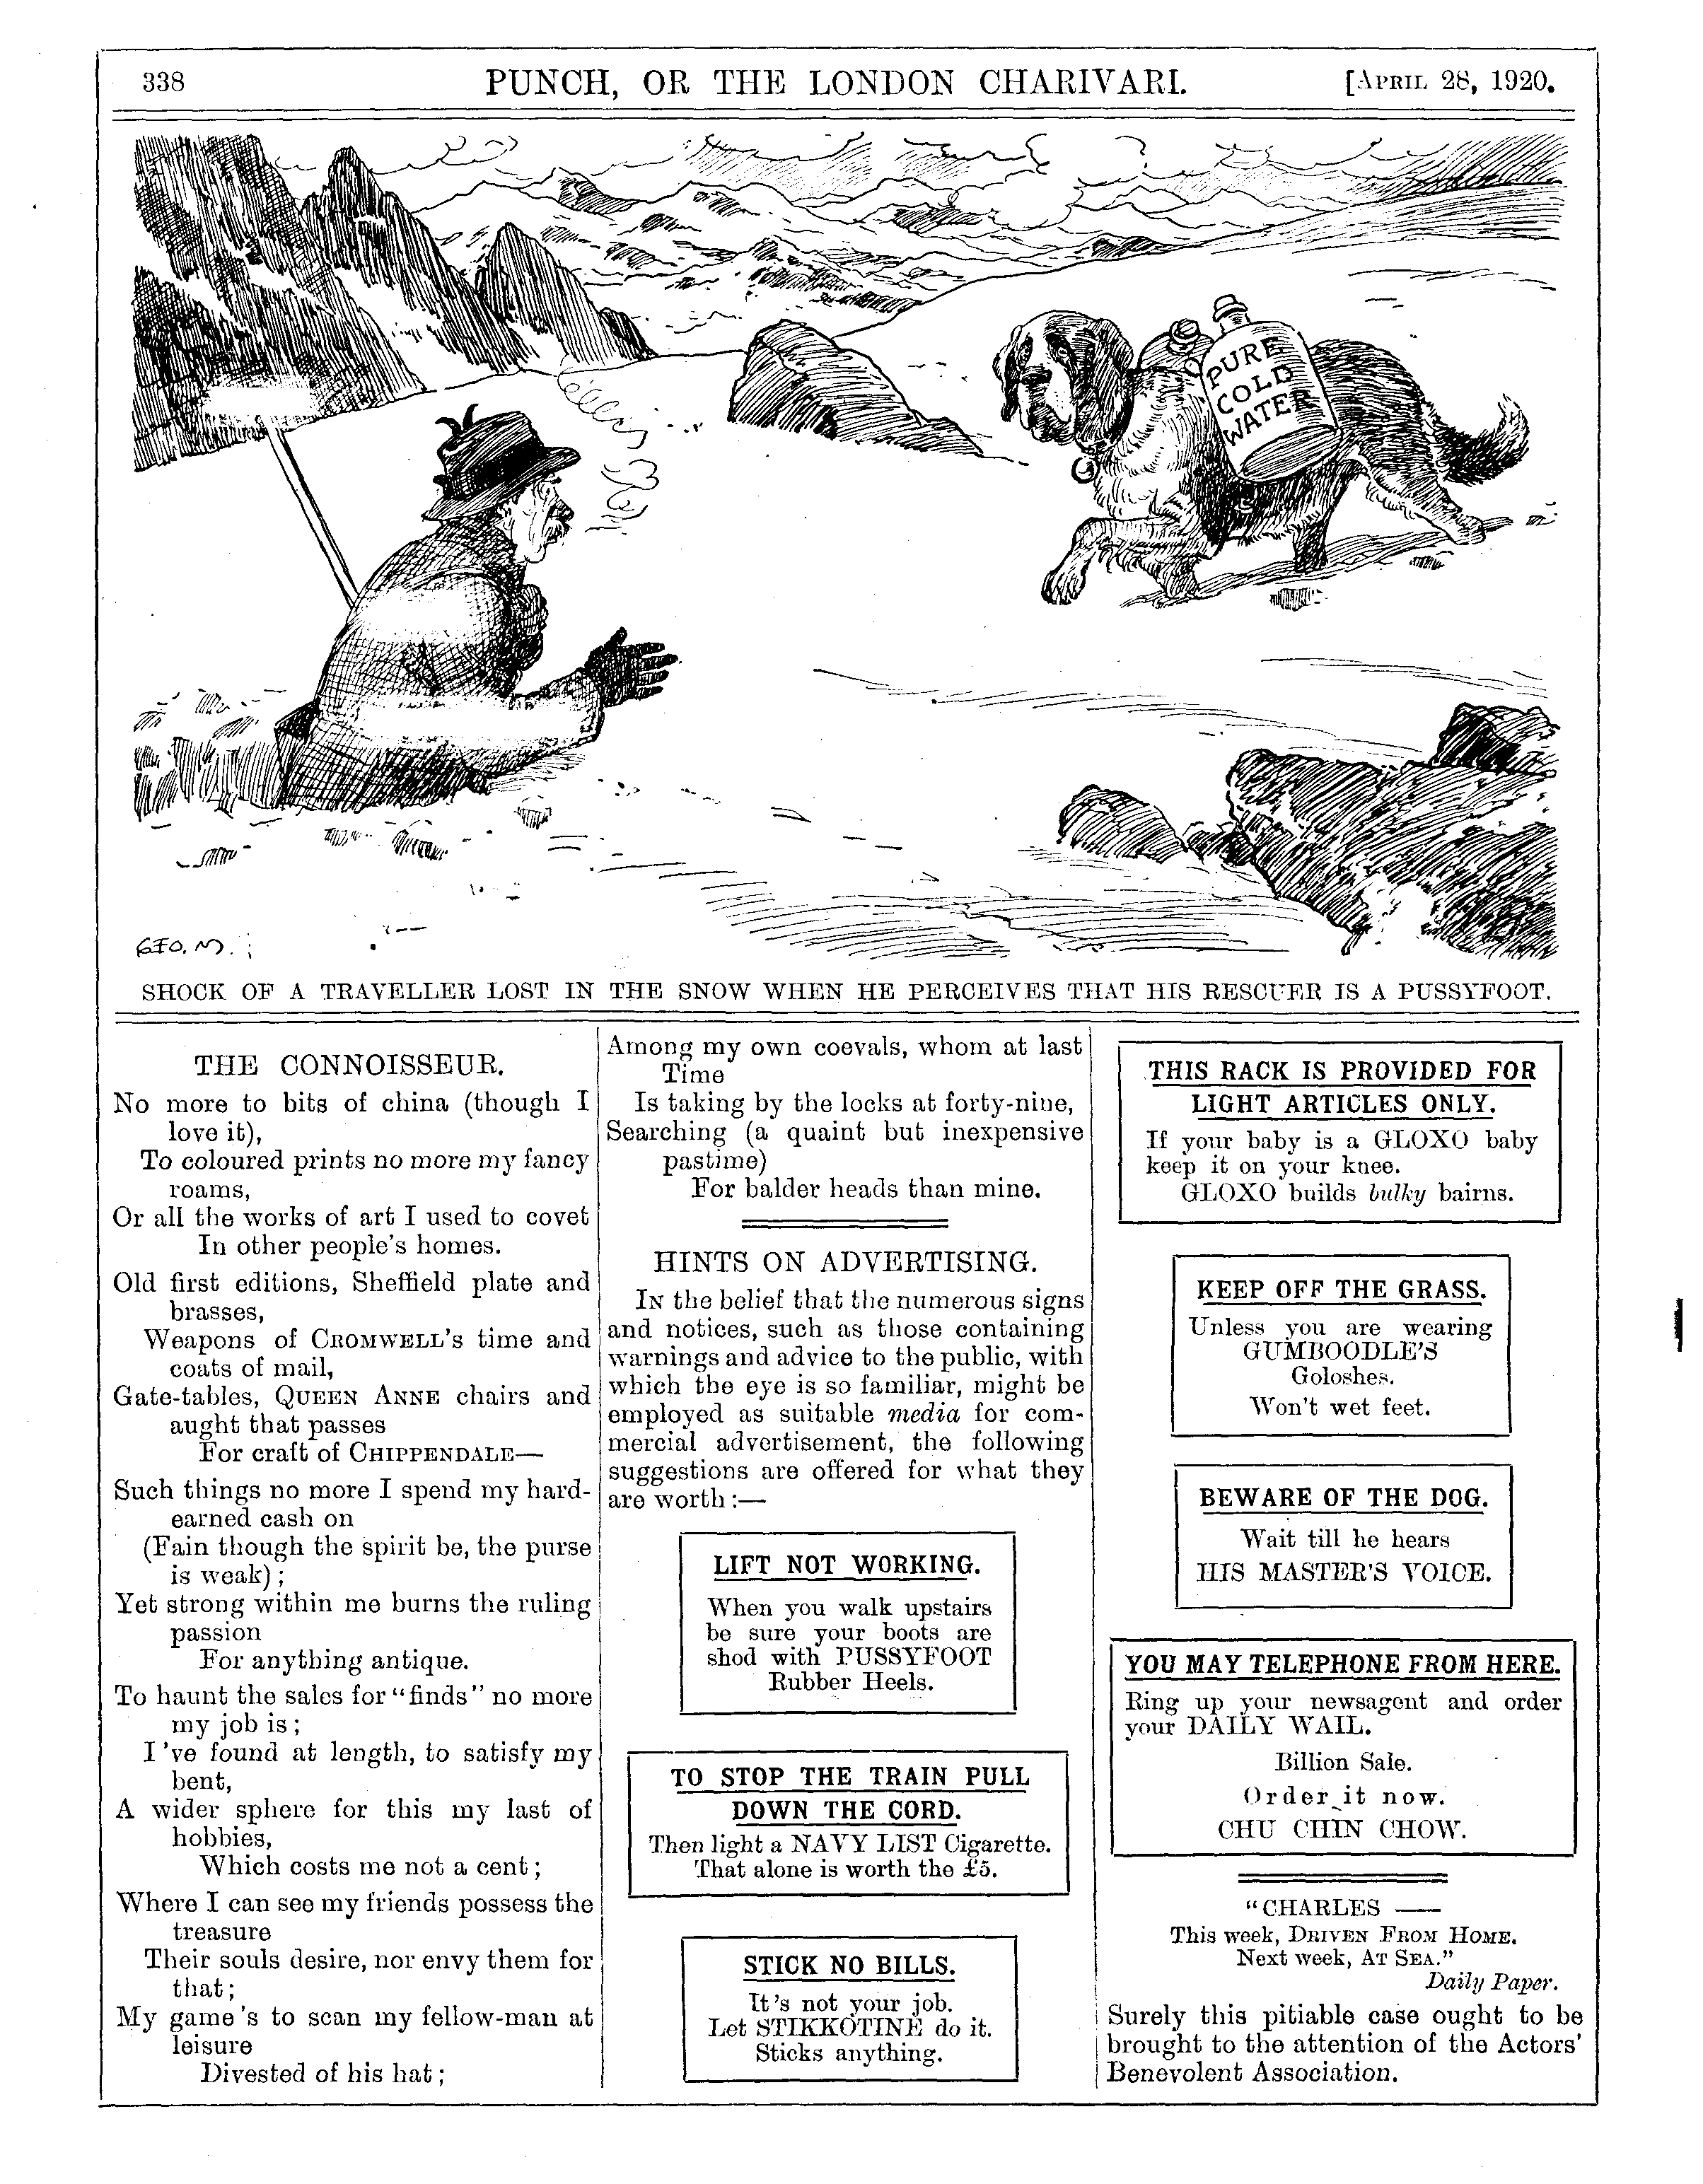 338
PUNCH, OR THE LONDON CHARIVARI.
[APRIL 28, 1920.
PURE
COLD
WATER
GEO. M.
SHOCK OF A TRAVELLER LOST IN THE SNOW WHEN HE PERCEIVES THAT HIS RESCUER IS A PUSSYFOOT.
THE CONNOISSEUR.
No more to bits of china (though I
love it),
To coloured prints no more my fancy
roams,
Or all the works of art I used to covet
In other people's homes.
Old first editions, Sheffield plate and
brasses,
Weapons of CROMWELL'S time and
coats of mail,
Gate-tables, QUEEN ANNE chairs and
aught that passes
For craft of CHIPPENDALE—
Such things no more I spend my hard-
earned cash on
(Fain though the spirit be, the purse
is weak);
Yet strong within me burns the ruling
passion
For anything antique.
To haunt the sales for "finds" no more
my job is;
I've found at length, to satisfy my
bent,
A wider sphere for this my last of
hobbies,
Which costs me not a cent;
Where I can see my friends possess the
treasure
Their souls desire, nor envy them for
that;
My game's to scan my fellow-man at
leisure
Divested of his hat;
Among my own coevals, whom at last
Time
Is taking by the locks at forty-nine,
Searching (a quaint but inexpensive
pastime)
For balder heads than mine.
HINTS ON ADVERTISING.
IN the belief that the numerous signs
and notices, such as those containing
warnings and advice to the public, with
which the eye is so familiar, might be
employed as suitable media for com-
mercial advertisement, the following
suggestions are offered for what they
are worth:—
LIFT NOT WORKING.
When you walk upstairs
be sure your boots are
shod with PUSSYFOOT
Rubber Heels.
TO STOP THE TRAIN PULL
DOWN THE CORD.
Then light a NAVY LIST Cigarette.
That alone is worth the £5.
STICK NO BILLS.
It's not your job.
Let STIKKOTINE do it.
Sticks anything.
THIS RACK IS PROVIDED FOR
LIGHT ARTICLES ONLY.
If your baby is a GLOXO baby
keep it on your knee.
GLOXO builds bulky bairns.
KEEP OFF THE GRASS.
Unless you are wearing
GUMBOODLE'S
Goloshes.
Won't wet feet.
BEWARE OF THE DOG.
Wait till he hears
HIS MASTER'S VOICE.
YOU MAY TELEPHONE FROM HERE.
Ring up your newsagent and order
your DAILY WAIL.
Billion Sale.
Order it now.
CHU CHIN CHOW.
"CHARLES ——
This week, DRIVEN FROM HOME.
Next week, AT SEA."
Daily Paper.
Surely this pitiable case ought to be
brought to the attention of the Actors'
Benevolent Association.